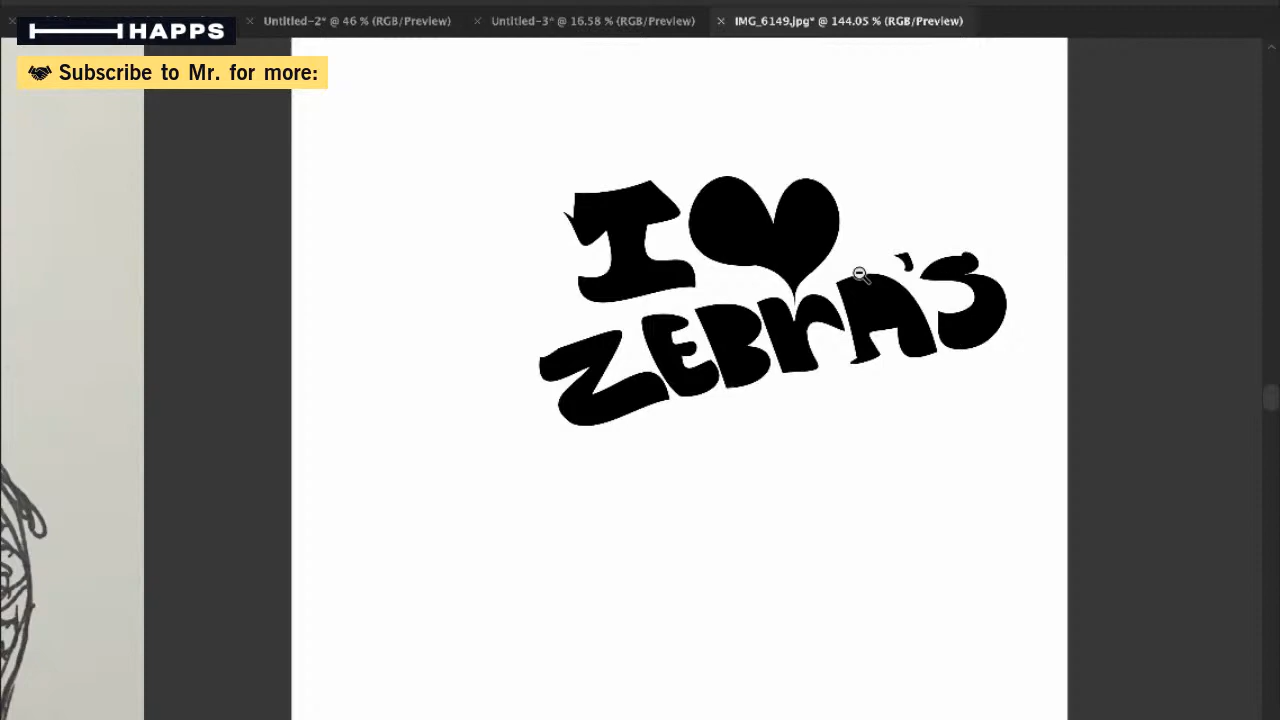 Untitled-2* @ 46 % (RGB/Preview)
Untitled-3* @ 16.58 % (RGB/Preview)
IMG_6149.jpg* @ 144.05 % (RGB/Preview)
HAPPS
Subscribe to Mr. for more:
I ♥
ZEBrA'S